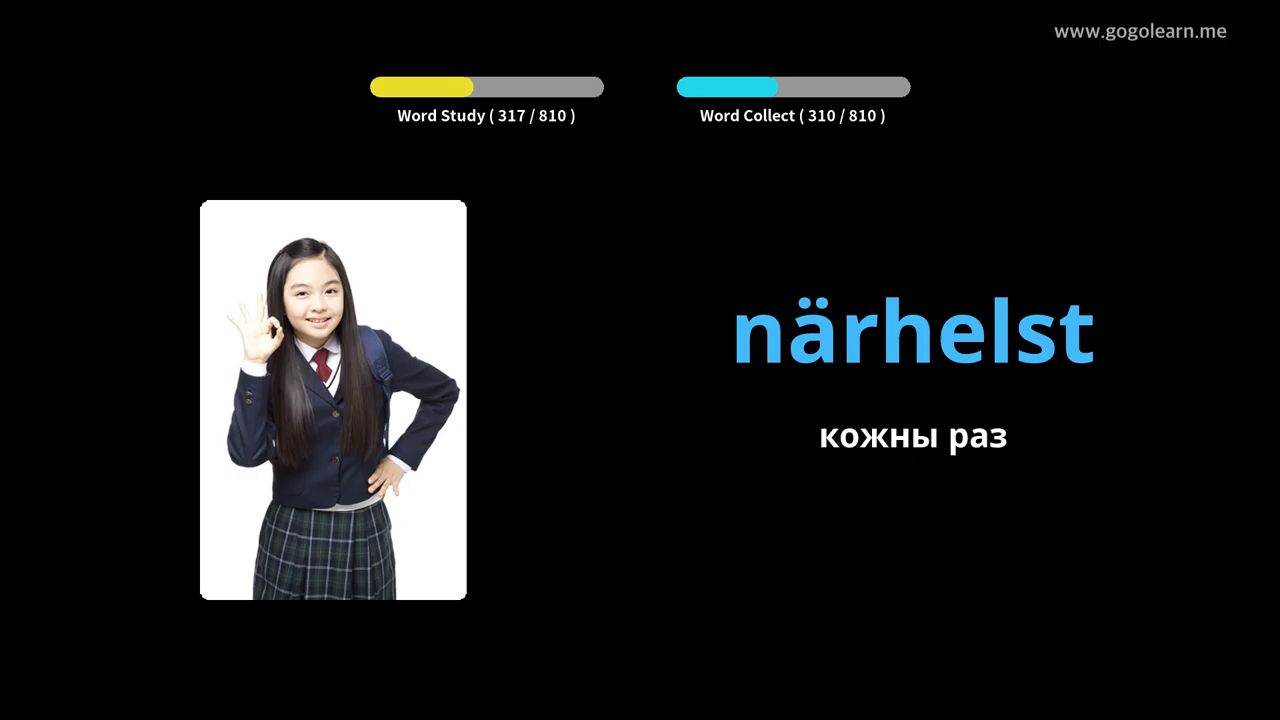 www.gogolearn.me
Word Study ( 317 / 810 )
Word Collect ( 310 / 810 )
närhelst
кожны раз